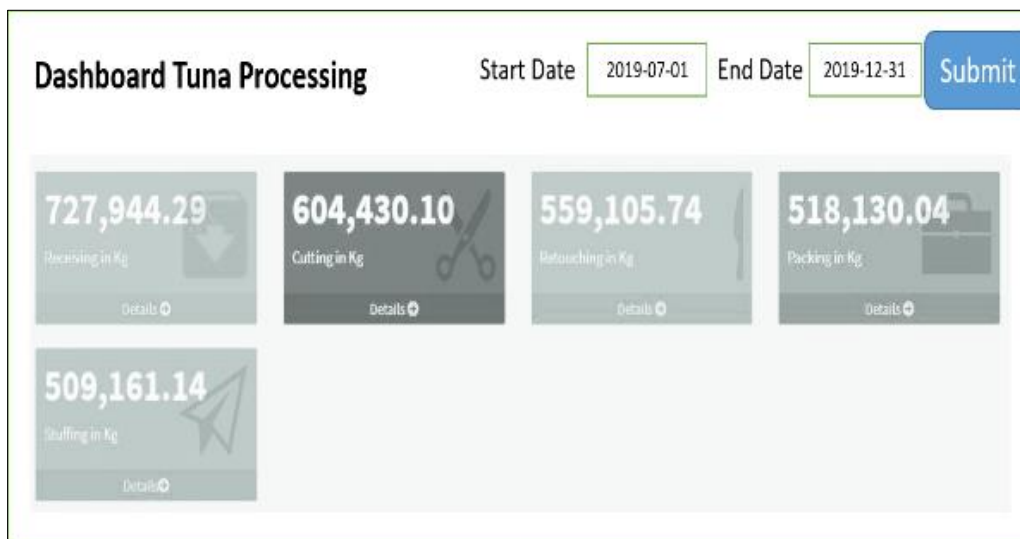 Dashboard Tuna Processing
Start Date 2019-07-01 End Date 2019-12-31 Submit
727,944.29
Receiving in Kg
Details
604,430.10
Cutting in Kg
Details
559,105.74
Retouching in Kg
Details
518,130.04
Packing in Kg
Details
509,161.14
Stuffing in Kg
Details